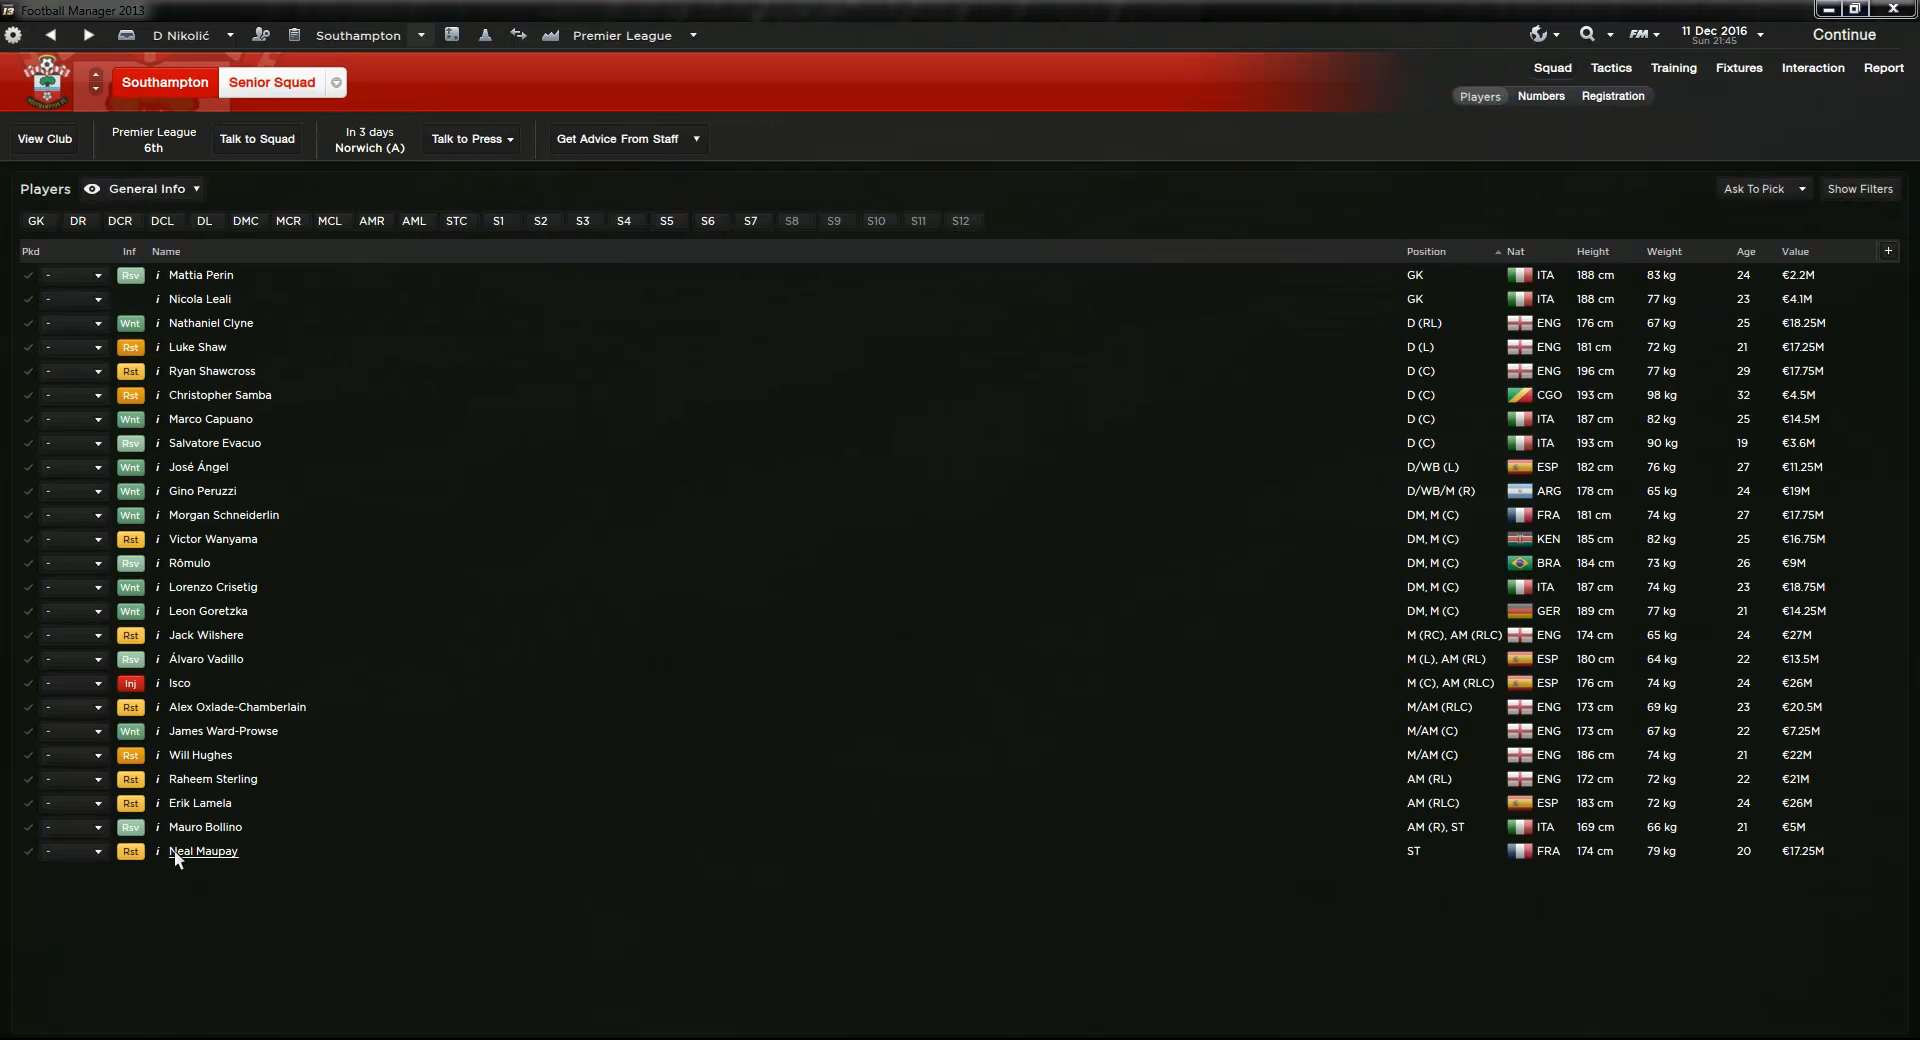 Football Manager 2013
D Nikolić Southampton Premier League FM 11 Dec 2016 Continue
Sun 21:45
Southampton Senior Squad
Squad Tactics Training Fixtures Interaction Report
Players Numbers Registration
View Club Premier League Talk to Squad In 3 days Talk to Press Get Advice From Staff
6th Norwich (A)
Players General Info Ask To Pick Show Filters
GK DR DCR DCL DL DMC MCR MCL AMR AML STC S1 S2 S3 S4 S5 S6 S7 S8 S9 S10 S11 S12
Pkd Inf Name Position Nat Height Weight Age Value +
- Rsv i Mattia Perin GK ITA 188 cm 83 kg 24 €2.2M
- i Nicola Leali GK ITA 188 cm 77 kg 23 €4.1M
- Wnt i Nathaniel Clyne D (RL) ENG 176 cm 67 kg 25 €18.25M
- Rst i Luke Shaw D (L) ENG 181 cm 72 kg 21 €17.25M
- Rst i Ryan Shawcross D (C) ENG 196 cm 77 kg 29 €17.75M
- Rst i Christopher Samba D (C) CGO 193 cm 98 kg 32 €4.5M
- Wnt i Marco Capuano D (C) ITA 187 cm 82 kg 25 €14.5M
- Rsv i Salvatore Evacuo D (C) ITA 193 cm 90 kg 19 €3.6M
- Wnt i José Ángel D/WB (L) ESP 182 cm 76 kg 27 €11.25M
- Wnt i Gino Peruzzi D/WB/M (R) ARG 178 cm 65 kg 24 €19M
- Wnt i Morgan Schneiderlin DM, M (C) FRA 181 cm 74 kg 27 €17.75M
- Rst i Victor Wanyama DM, M (C) KEN 185 cm 82 kg 25 €16.75M
- Rsv i Rômulo DM, M (C) BRA 184 cm 73 kg 26 €9M
- Wnt i Lorenzo Crisetig DM, M (C) ITA 187 cm 74 kg 23 €18.75M
- Wnt i Leon Goretzka DM, M (C) GER 189 cm 77 kg 21 €14.25M
- Rst i Jack Wilshere M (RC), AM (RLC) ENG 174 cm 65 kg 24 €27M
- Rsv i Álvaro Vadillo M (L), AM (RL) ESP 180 cm 64 kg 22 €13.5M
- Inj i Isco M (C), AM (RLC) ESP 176 cm 74 kg 24 €26M
- Rst i Alex Oxlade-Chamberlain M/AM (RLC) ENG 173 cm 69 kg 23 €20.5M
- Wnt i James Ward-Prowse M/AM (C) ENG 173 cm 67 kg 22 €7.25M
- Rst i Will Hughes M/AM (C) ENG 186 cm 74 kg 21 €22M
- Rst i Raheem Sterling AM (RL) ENG 172 cm 72 kg 22 €21M
- Rst i Erik Lamela AM (RLC) ESP 183 cm 72 kg 24 €26M
- Rsv i Mauro Bollino AM (R), ST ITA 169 cm 66 kg 21 €5M
- Rst i Neal Maupay ST FRA 174 cm 79 kg 20 €17.25M